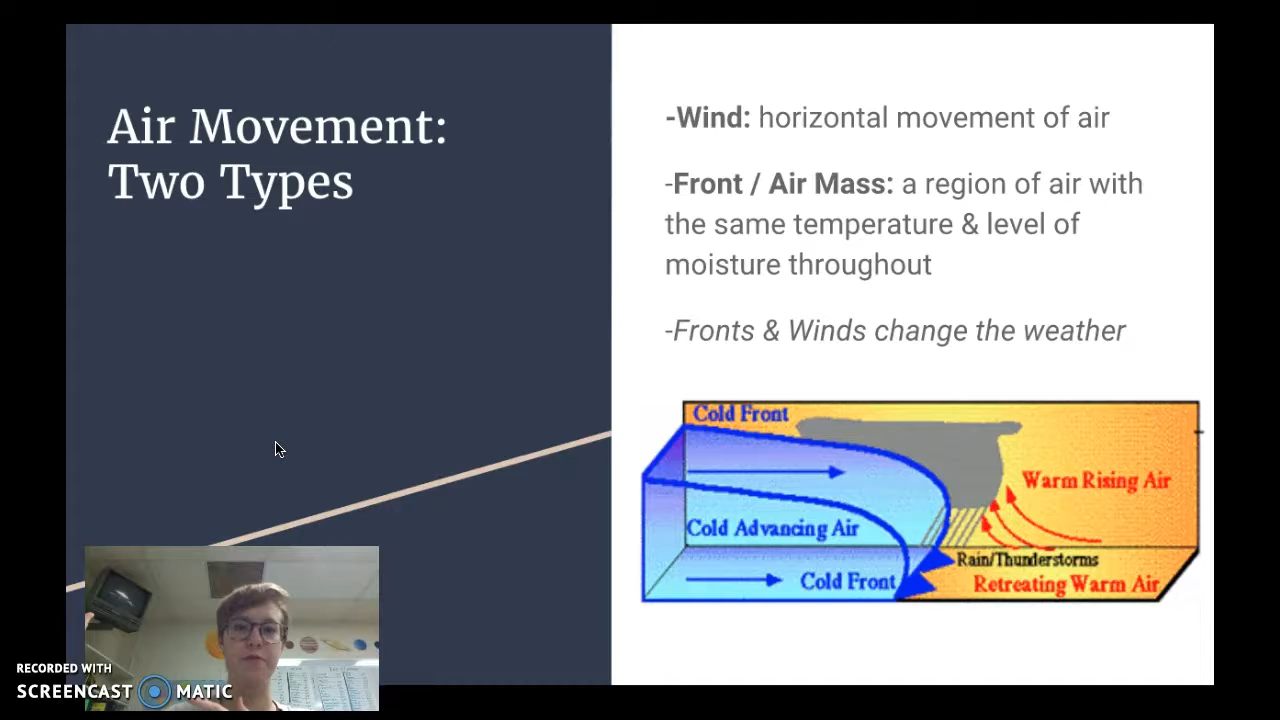 Air Movement:
Two Types
-Wind: horizontal movement of air
-Front / Air Mass: a region of air with
the same temperature & level of
moisture throughout
-Fronts & Winds change the weather
Cold Front
Warm Rising Air
Cold Advancing Air
Rain/Thunderstorms
Cold Front
Retreating Warm Air
RECORDED WITH
SCREENCAST MATIC